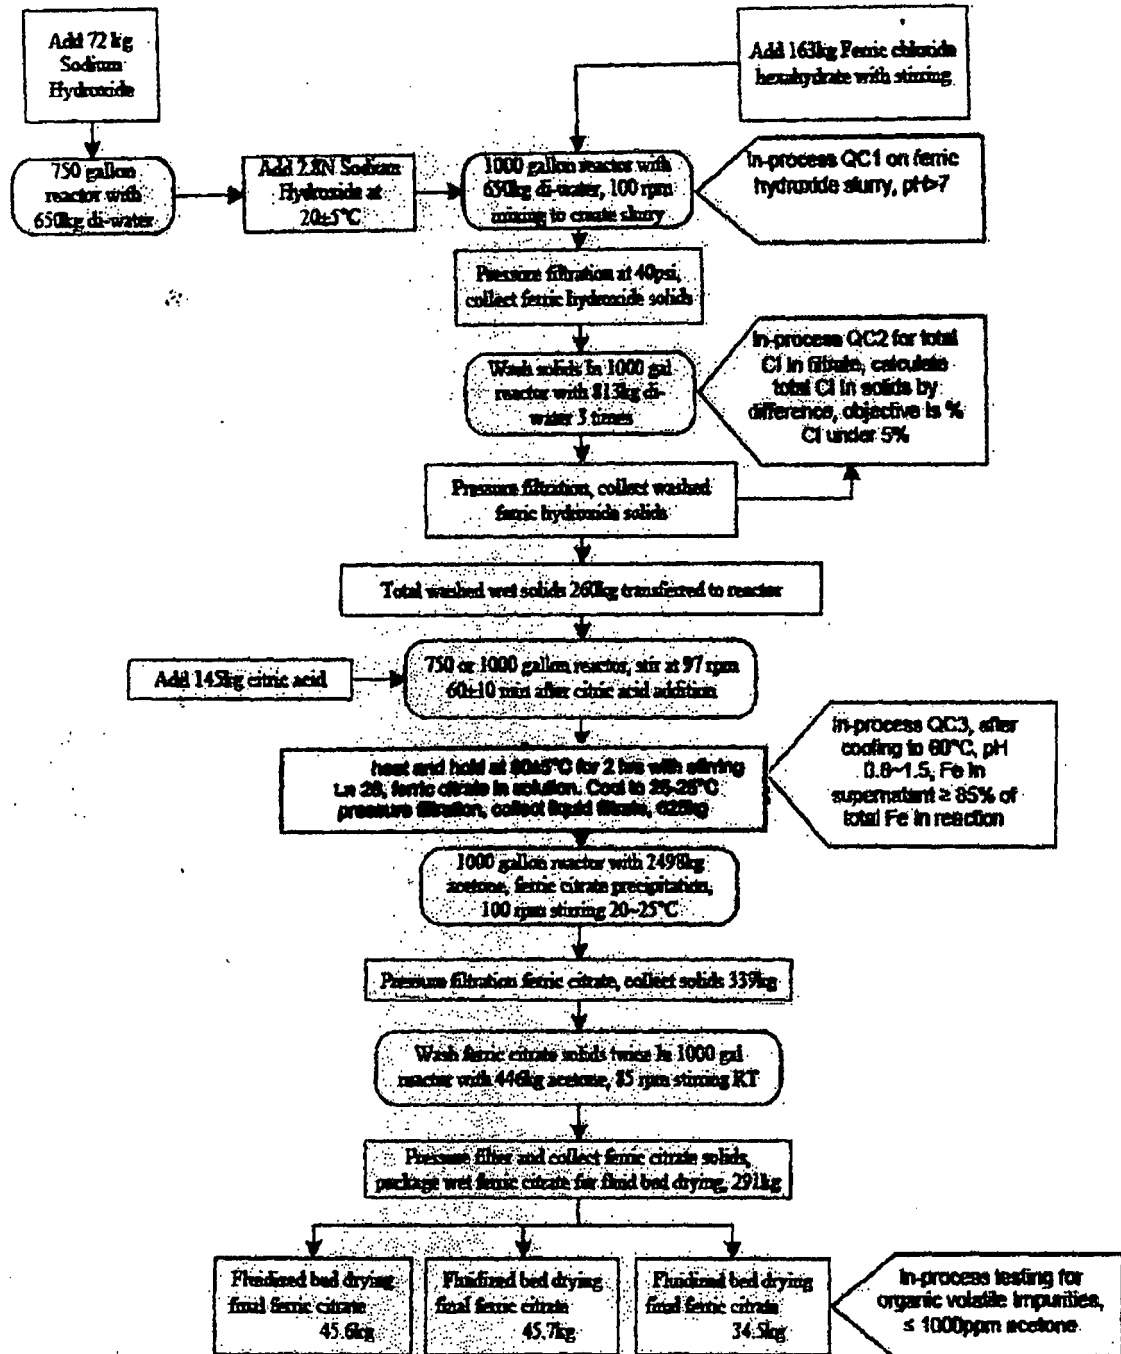 Add 72 kg
Sodium
Hydroxide
Add 163kg Ferric chloride
hexahydrate with stirring
750 gallon
reactor with
650kg di-water
Add 2.8N Sodium
Hydroxide at
20±5°C
1000 gallon reactor with
650kg di-water, 100 rpm
mixing to create slurry
In-process QC1 on ferric
hydroxide slurry, pH>7
Pressure filtration at 40psi,
collect ferric hydroxide solids
Wash solids in 1000 gal
reactor with 813kg di-
water 3 times
In-process QC2 for total
Cl in filtrate, calculate
total Cl in solids by
difference, objective is %
Cl under 5%
Pressure filtration, collect washed
ferric hydroxide solids
Total washed wet solids 260kg transferred to reactor
Add 145kg citric acid
750 or 1000 gallon reactor, stir at 97 rpm
60±10 min after citric acid addition
heat and hold at 80±5°C for 2 hrs with stirring
ferric citrate in solution. Cool to
pressure filtration, collect liquid filtrate, 625kg
In-process QC3, after
cooling to 60°C, pH
0.8~1.5, Fe in
supernatant ≥ 85% of
total Fe in reaction
1000 gallon reactor with 2498kg
acetone, ferric citrate precipitation,
100 rpm stirring 20~25°C
Pressure filtration ferric citrate, collect solids 339kg
Wash ferric citrate solids twice in 1000 gal
reactor with 446kg acetone, 85 rpm stirring RT
Pressure filter and collect ferric citrate solids,
package wet ferric citrate for fluid bed drying, 291kg
Fluidized bed drying
final ferric citrate
45.6kg
Fluidized bed drying
final ferric citrate
45.7kg
Fluidized bed drying
final ferric citrate
34.5kg
In-process testing for
organic volatile impurities,
≤ 1000ppm acetone